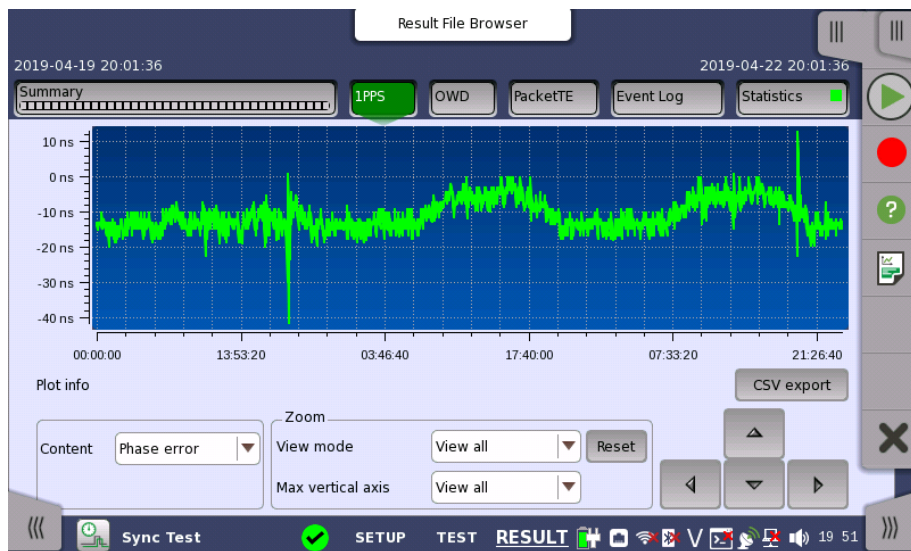 Result File Browser
2019-04-19 20:01:36
2019-04-22 20:01:36
Summary
1PPS
OWD
PacketTE
Event Log
Statistics
10 ns
0 ns
-10 ns
-20 ns
-30 ns
-40 ns
00:00:00
13:53:20
03:46:40
17:40:00
07:33:20
21:26:40
Plot info
CSV export
Content
Phase error
Zoom
View mode
View all
Reset
Max vertical axis
View all
Sync Test
SETUP
TEST
RESULT
V
19 51